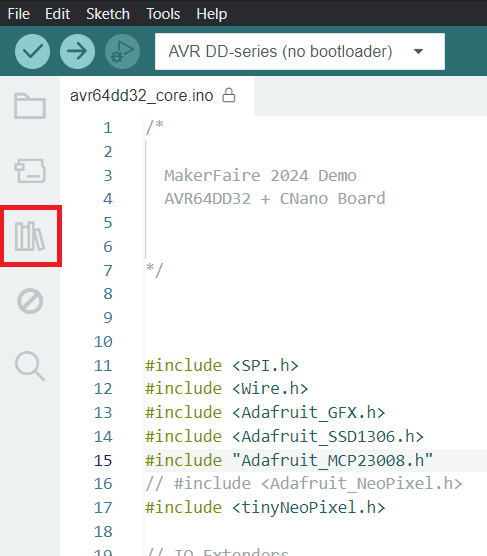 File Edit Sketch Tools Help
AVR DD-series (no bootloader)
avr64dd32_core.ino
1 /*
2
3 MakerFaire 2024 Demo
4 AVR64DD32 + CNano Board
5
6
7 */
8
9
10
11 #include <SPI.h>
12 #include <Wire.h>
13 #include <Adafruit_GFX.h>
14 #include <Adafruit_SSD1306.h>
15 #include "Adafruit_MCP23008.h"
16 // #include <Adafruit_NeoPixel.h>
17 #include <tinyNeoPixel.h>
18
19 // IO Extenders